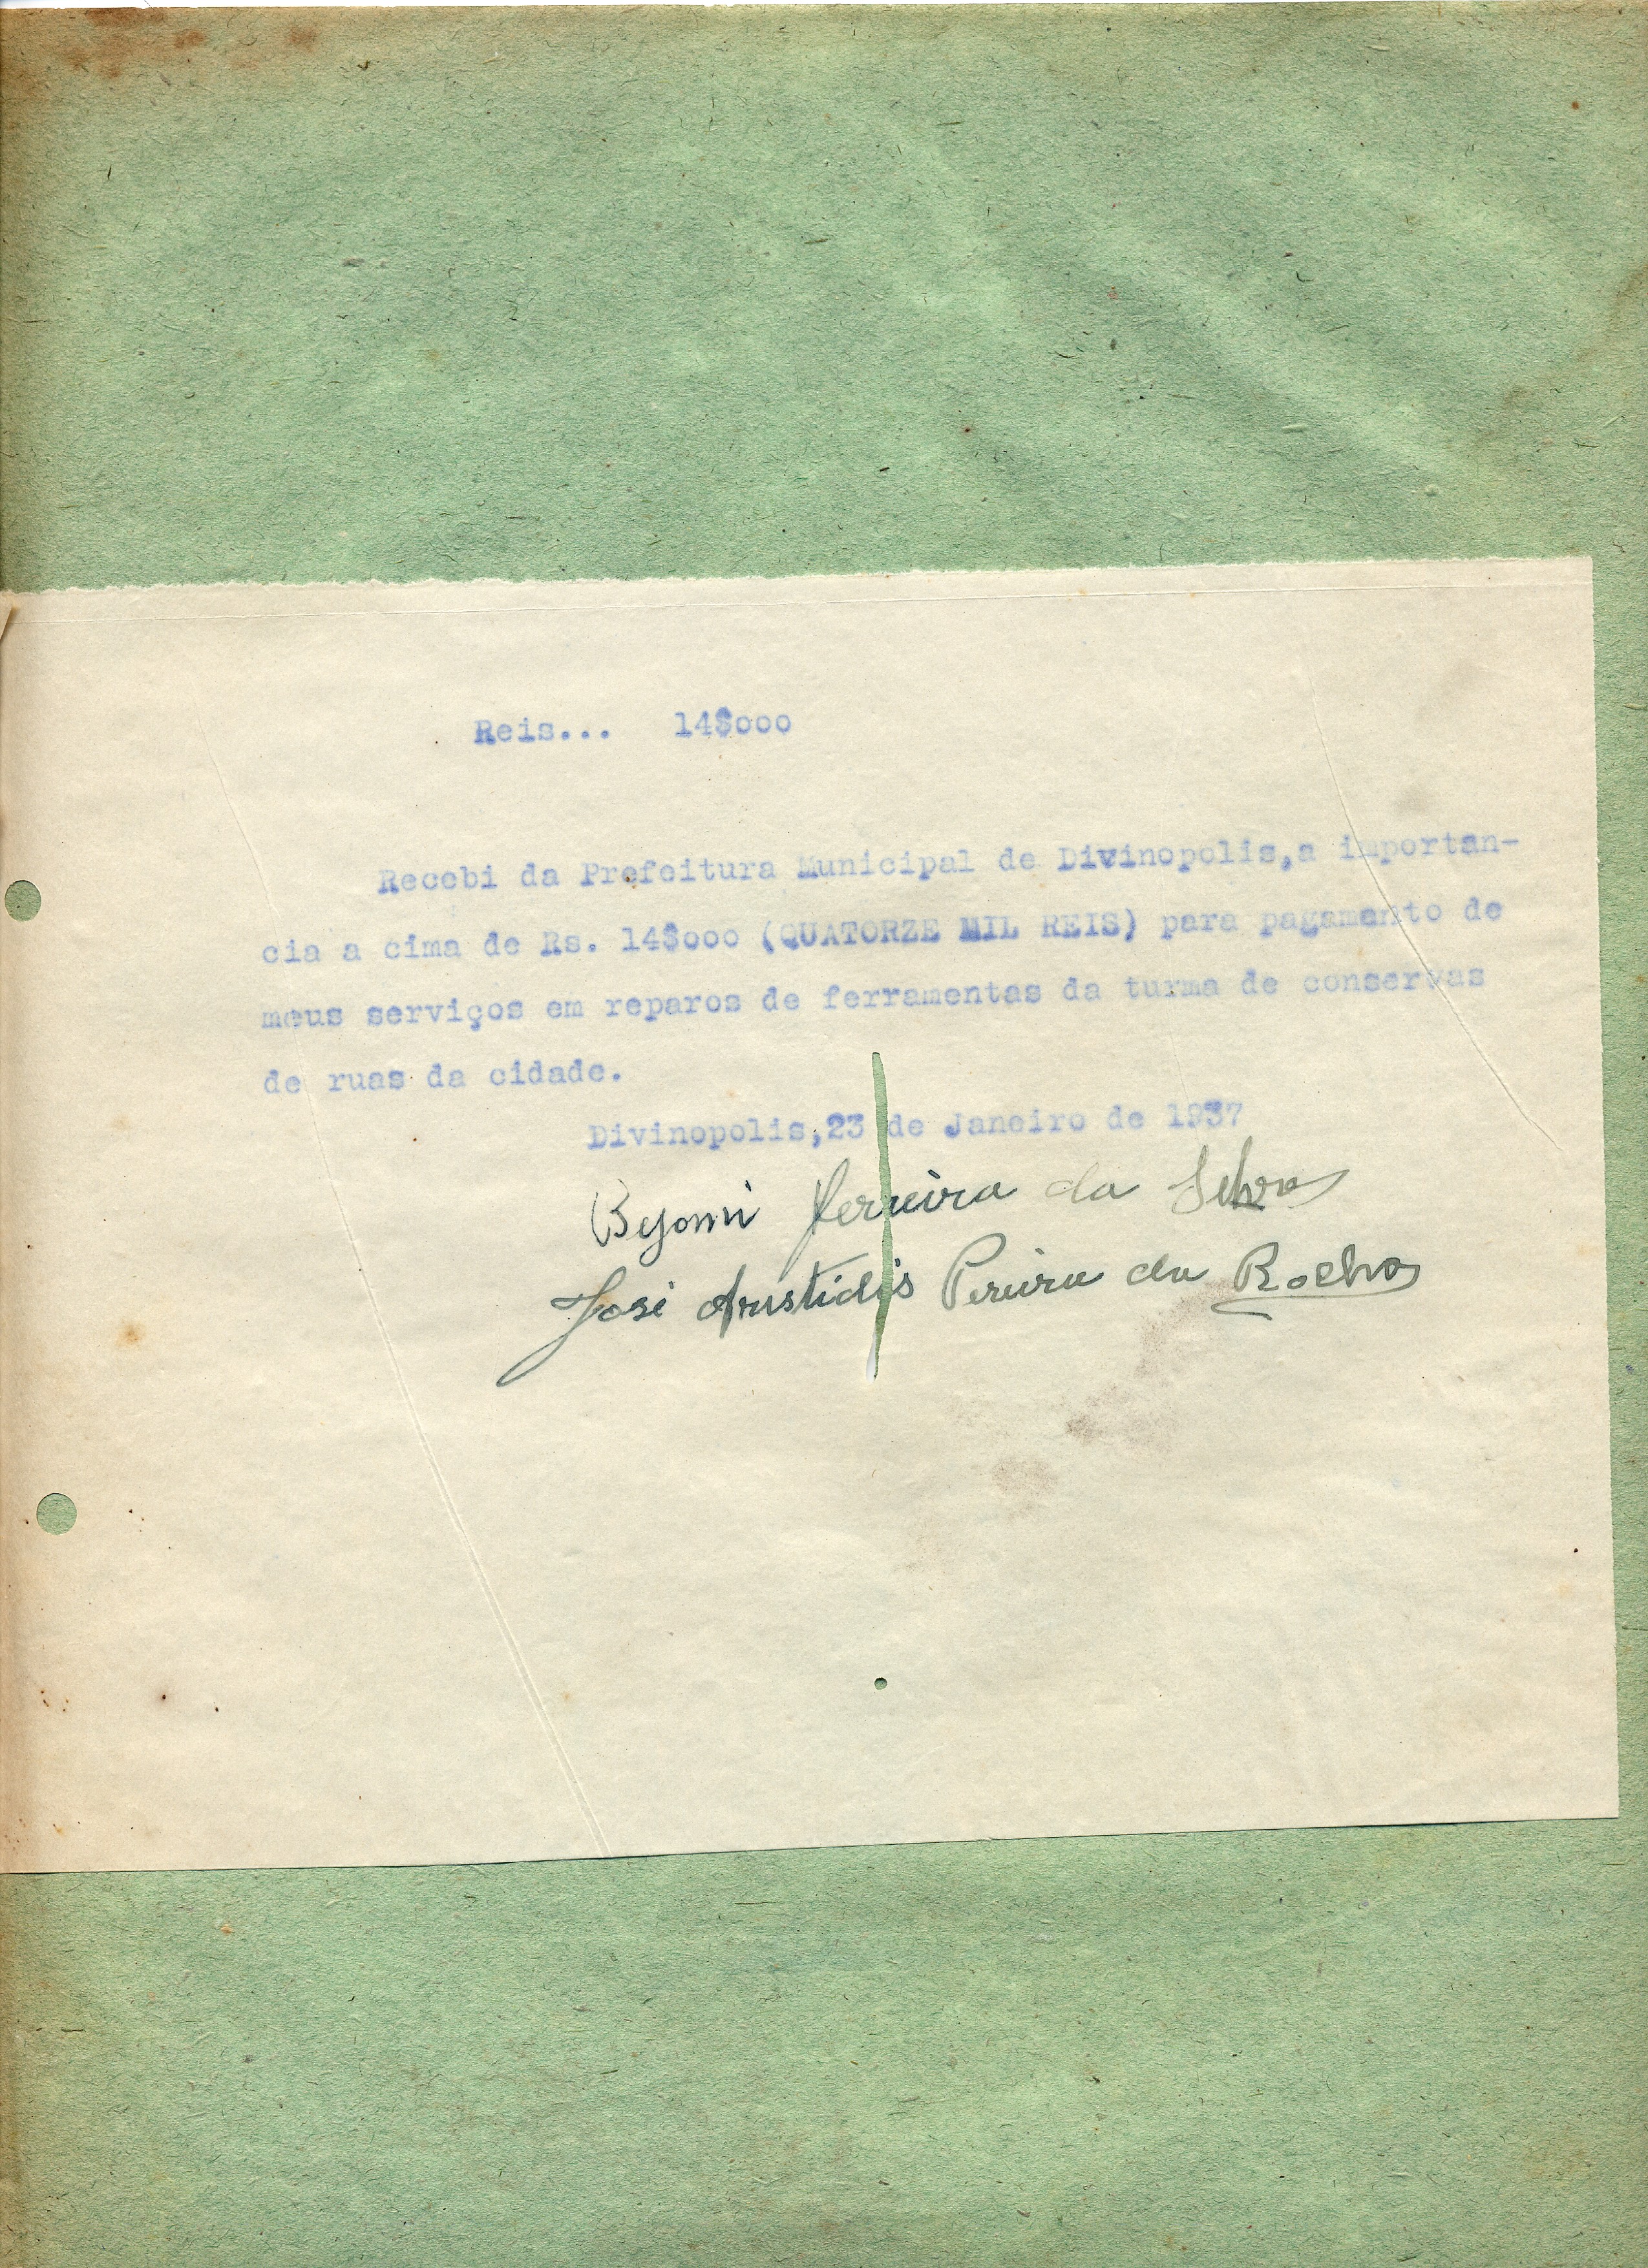 Reis... 14$ooo
Recebi da Prefeitura Municipal de Divinopolis,a importan-
cia a cima de Rs. 14$ooo (QUATORZE MIL REIS) para pagamento de
meus serviços em reparos de ferramentas da turma de conservas
de ruas da cidade.
Divinopolis,23 de Janeiro de 1937
Ferreira da Silva
José Aristidis Pereira da Rocha